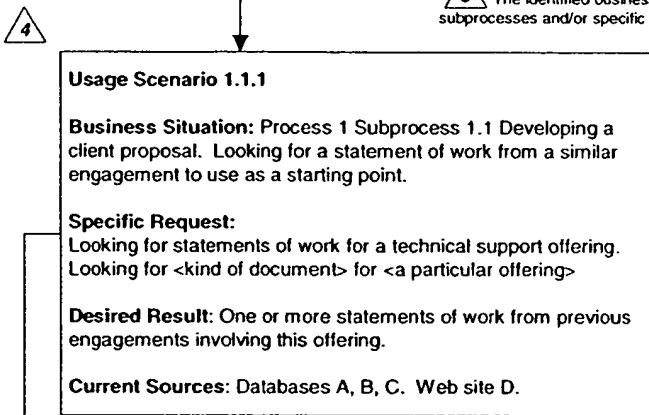 The identified busines
subprocesses and/or specific
4
Usage Scenario 1.1.1
Business Situation: Process 1 Subprocess 1.1 Developing a
client proposal. Looking for a statement of work from a similar
engagement to use as a starting point.
Specific Request:
Looking for statements of work for a technical support offering.
Looking for <kind of document> for <a particular offering>
Desired Result: One or more statements of work from previous
engagements involving this offering.
Current Sources: Databases A, B, C. Web site D.